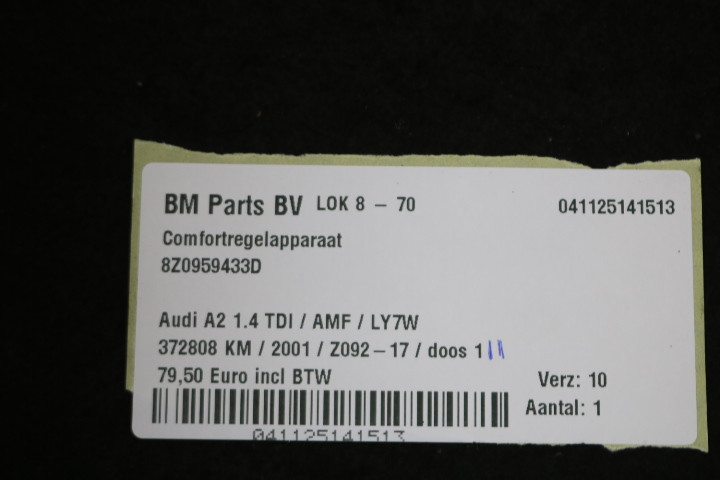 BM Parts BV LOK 8 - 70 041125141513
Comfortregelapparaat
8Z0959433D
Audi A2 1.4 TDI / AMF / LY7W
372808 KM / 2001 / Z092-17 / doos 1
79,50 Euro incl BTW Verz: 10
Aantal: 1
041125141513